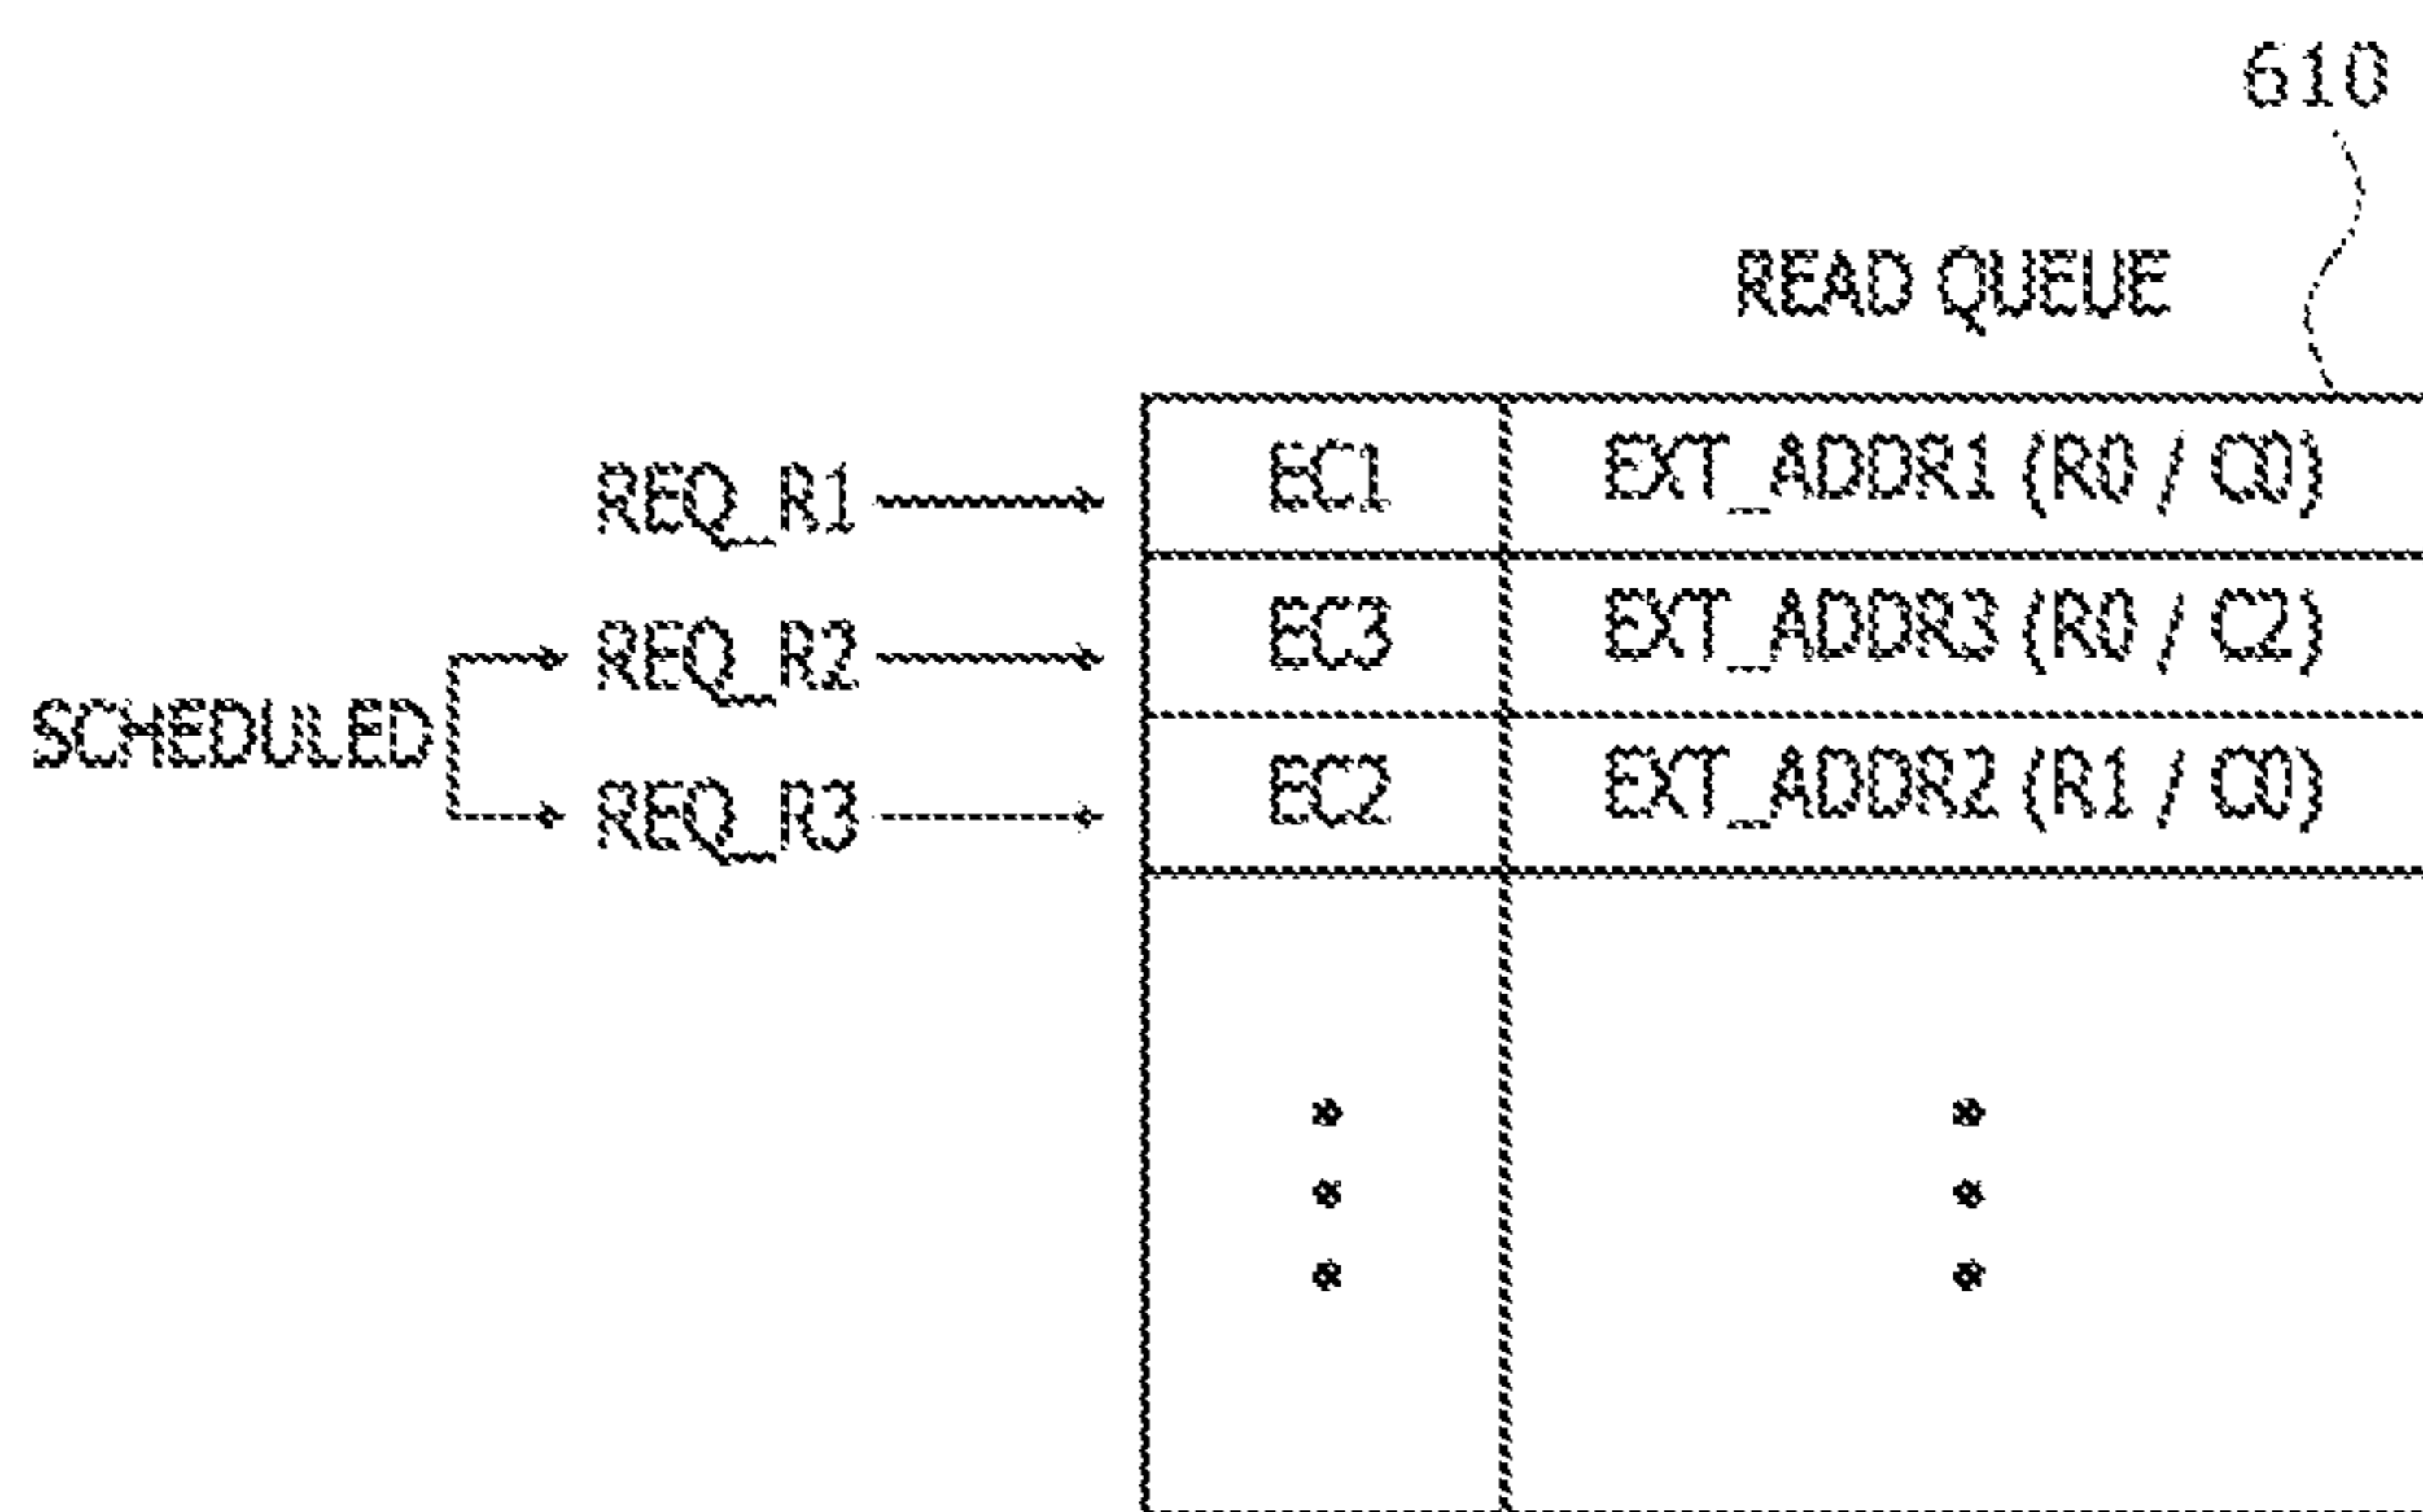 610
READ QUEUE
REQ_R1 EC1 EXT_ADDR1 (R0 / C0)
REQ_R2 EC3 EXT_ADDR3 (R0 / C2)
SCHEDULED
REQ_R3 EC2 EXT_ADDR2 (R1 / C0)